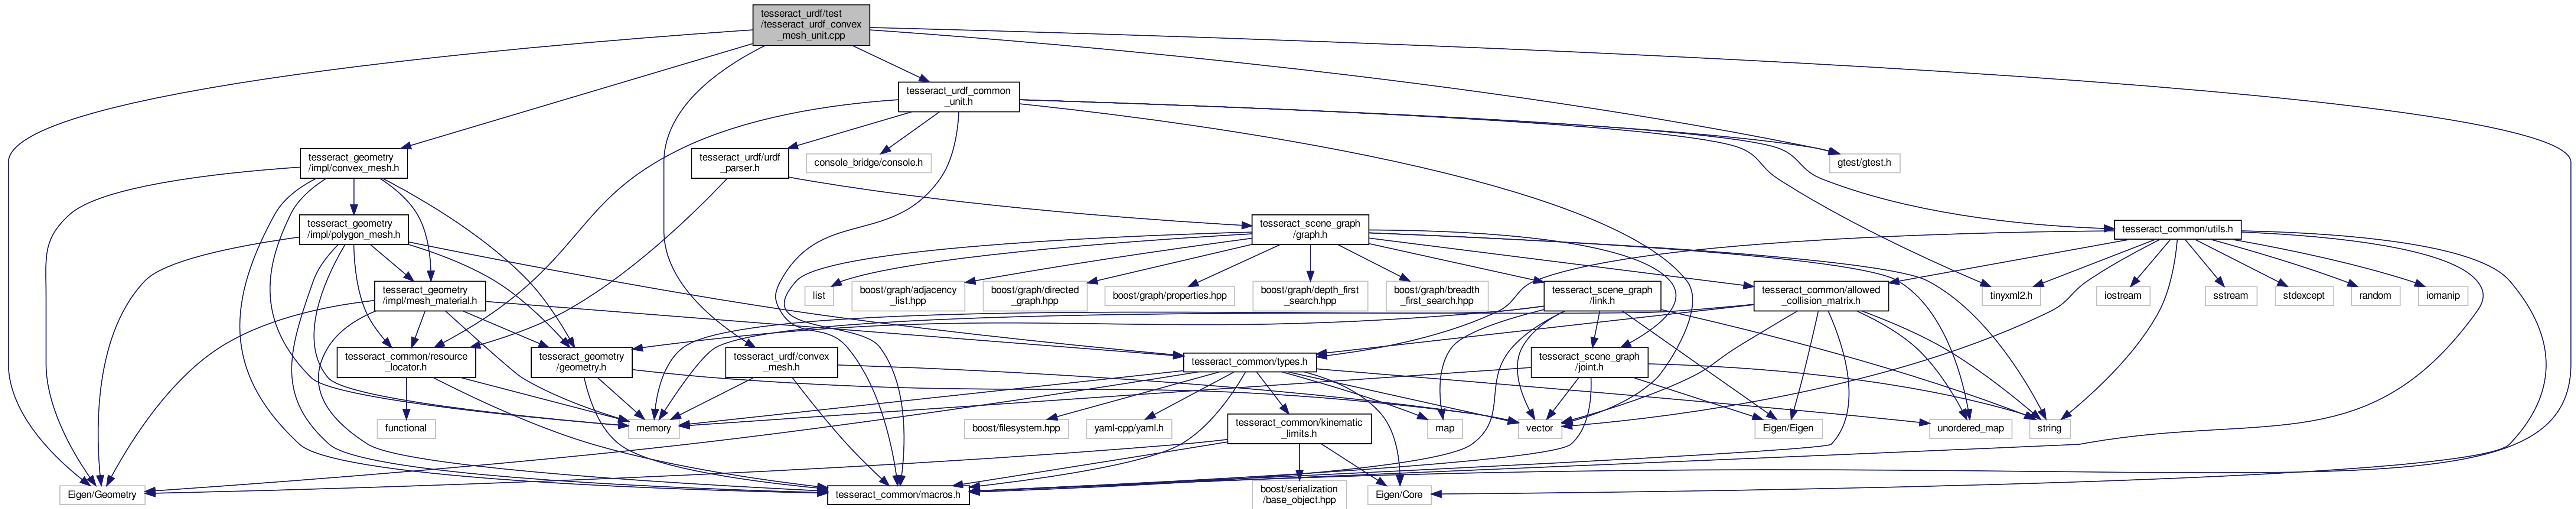 tesseract_urdf/test
/tesseract_urdf_convex
_mesh_unit.cpp
tesseract_urdf_common
_unit.h
tesseract_geometry
/impl/convex_mesh.h
tesseract_urdf/urdf
_parser.h
console_bridge/console.h
gtest/gtest.h
tesseract_geometry
/impl/polygon_mesh.h
tesseract_scene_graph
/graph.h
tesseract_common/utils.h
tesseract_geometry
/impl/mesh_material.h
list
boost/graph/adjacency
_list.hpp
boost/graph/directed
_graph.hpp
boost/graph/properties.hpp
boost/graph/depth_first
_search.hpp
boost/graph/breadth
_first_search.hpp
tesseract_scene_graph
/link.h
tesseract_common/allowed
_collision_matrix.h
tinyxml2.h
iostream
sstream
stdexcept
random
iomanip
tesseract_common/resource
_locator.h
tesseract_geometry
/geometry.h
tesseract_urdf/convex
_mesh.h
tesseract_common/types.h
tesseract_scene_graph
/joint.h
functional
memory
boost/filesystem.hpp
yaml-cpp/yaml.h
tesseract_common/kinematic
_limits.h
map
vector
Eigen/Eigen
unordered_map
string
Eigen/Geometry
tesseract_common/macros.h
boost/serialization
/base_object.hpp
Eigen/Core